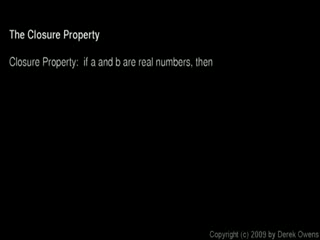 The Closure Property
Closure Property: if a and b are real numbers, then
Copyright (c) 2009 by Derek Owens